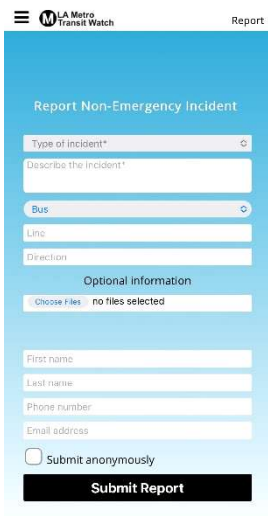 LA Metro
Transit Watch
Report
Report Non-Emergency Incident
Type of incident*
Describe the incident*
Bus
Line
Direction
Optional information
Choose Files no files selected
First name
Last name
Phone number
Email address
Submit anonymously
Submit Report